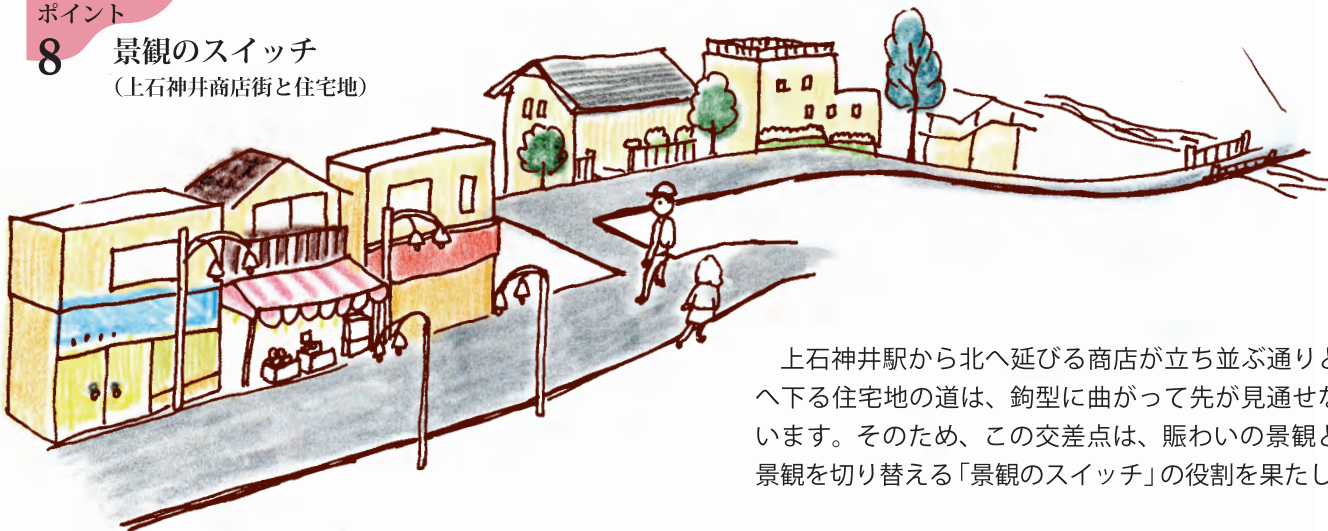 ポイント
8
景観のスイッチ
（上石神井商店街と住宅地）
上石神井駅から北へ延びる商店が立ち並ぶ通りと
へ下る住宅地の道は、鉤型に曲がって先が見通せな
います。そのため、この交差点は、賑わいの景観と
景観を切り替える「景観のスイッチ」の役割を果たし